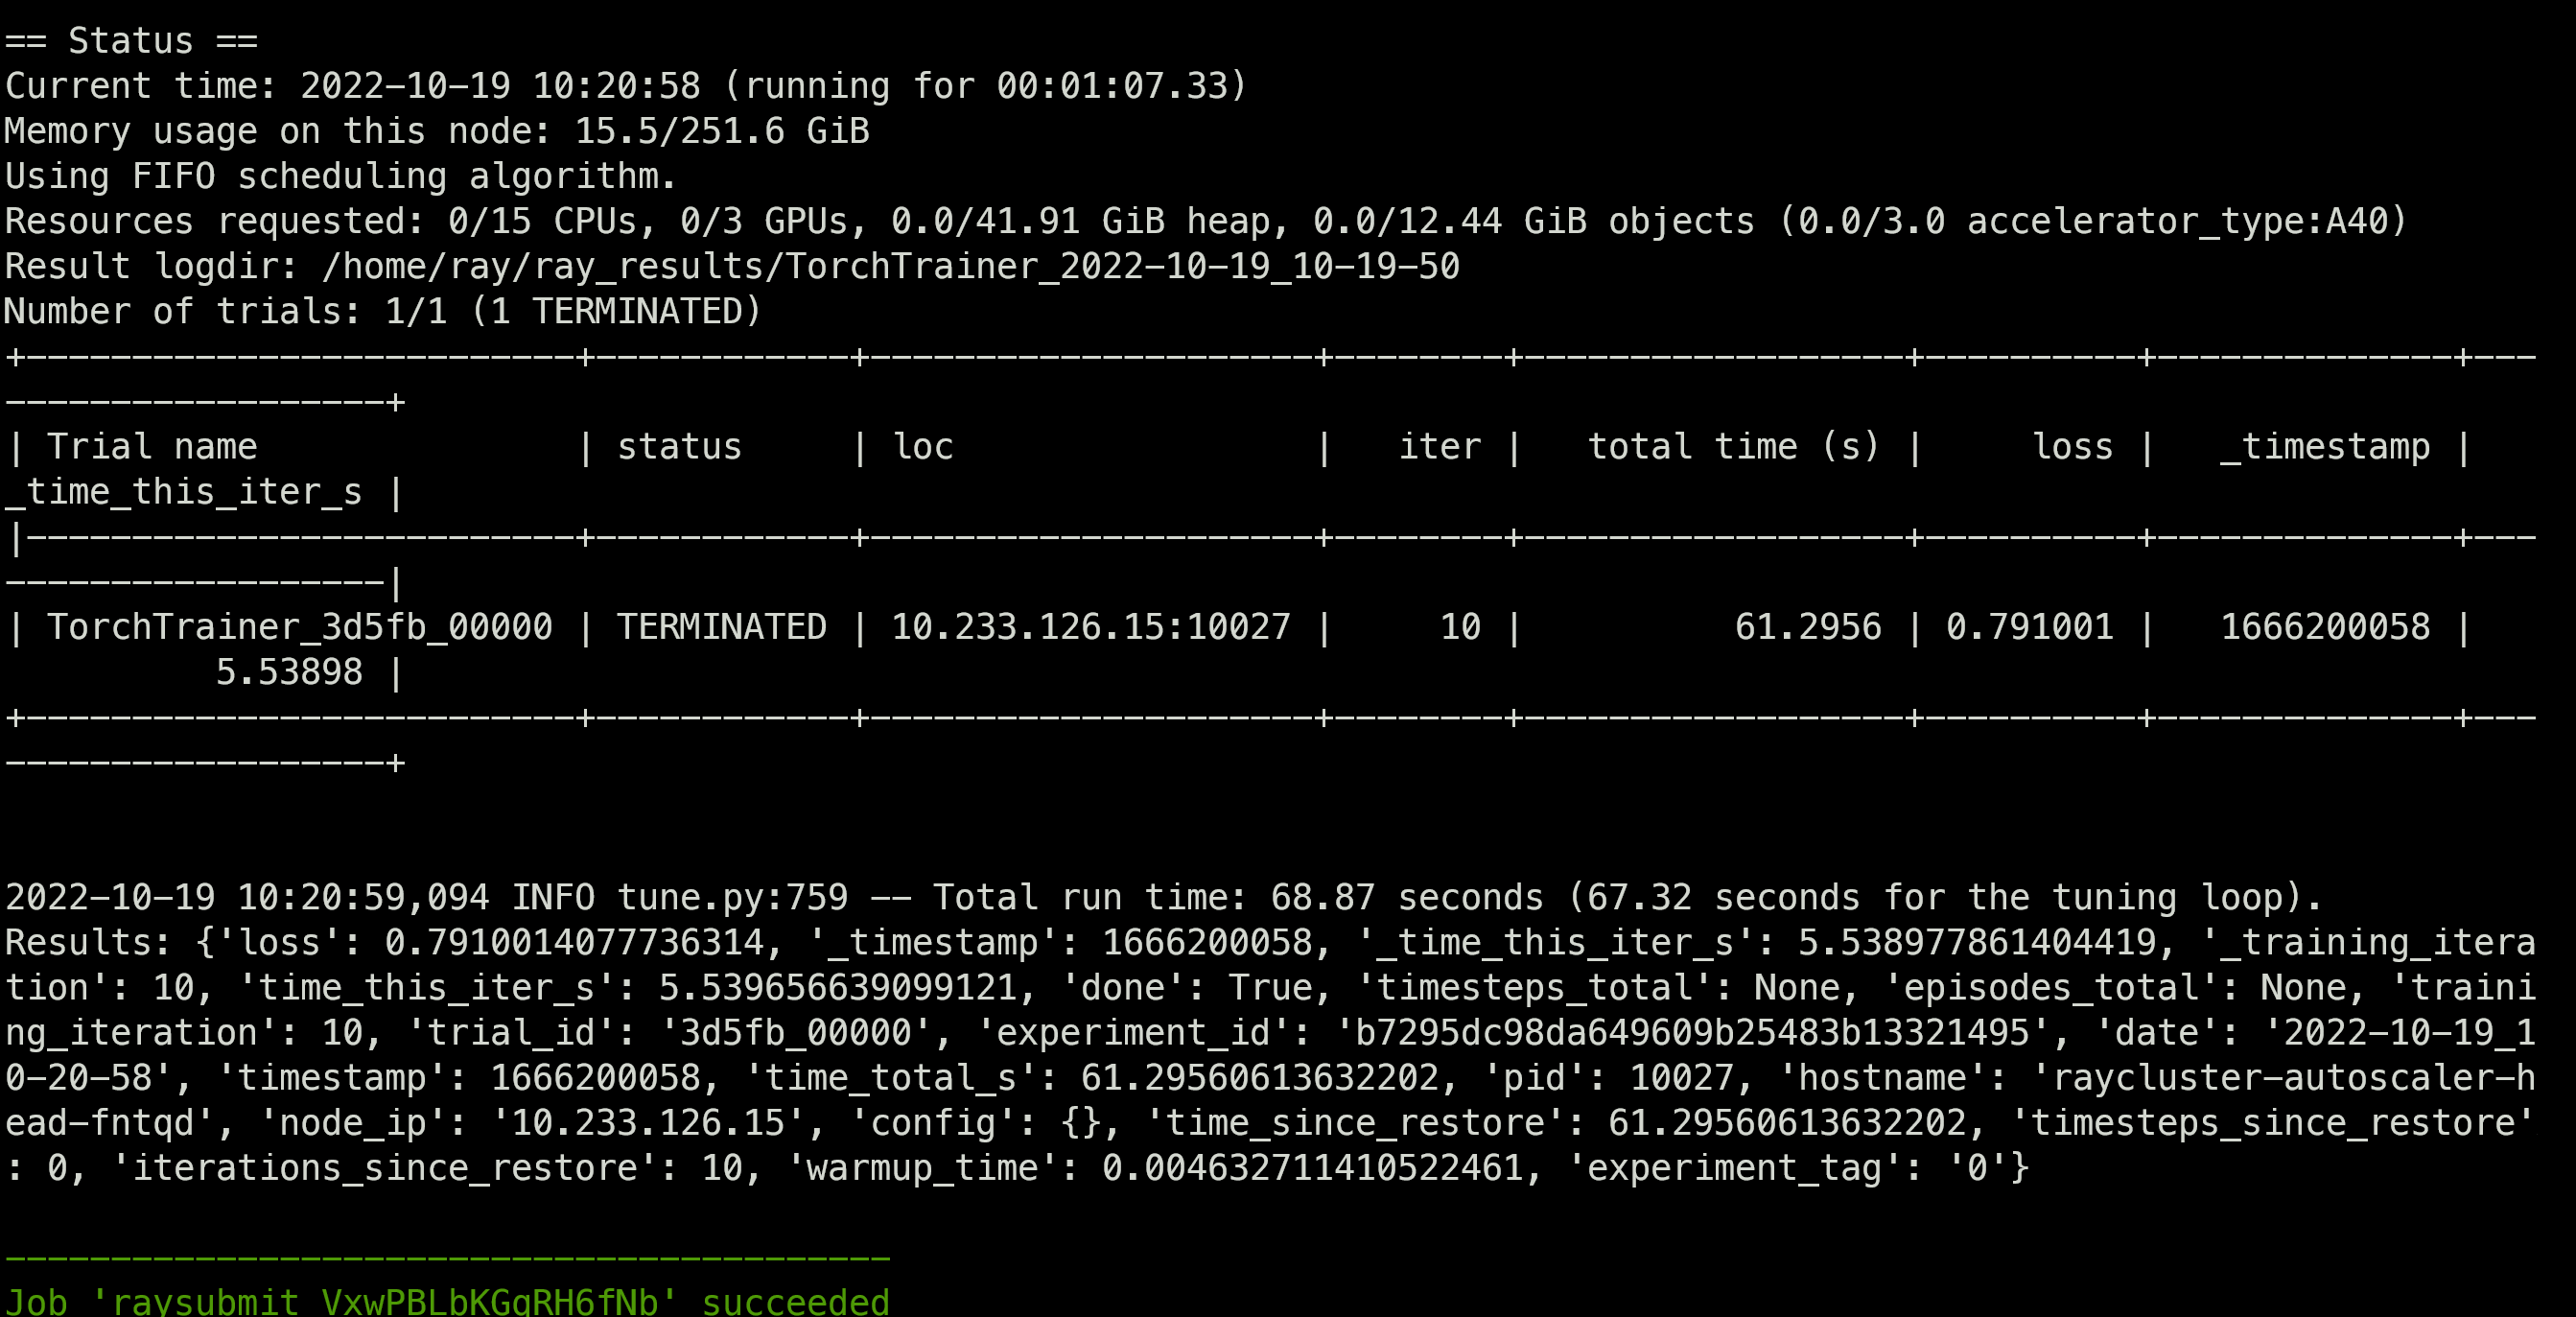 == Status ==
Current time: 2022-10-19 10:20:58 (running for 00:01:07.33)
Memory usage on this node: 15.5/251.6 GiB
Using FIFO scheduling algorithm.
Resources requested: 0/15 CPUs, 0/3 GPUs, 0.0/41.91 GiB heap, 0.0/12.44 GiB objects (0.0/3.0 accelerator_type:A40)
Result logdir: /home/ray/ray_results/TorchTrainer_2022-10-19_10-19-50
Number of trials: 1/1 (1 TERMINATED)
+--------------------------+------------+---------------------+--------+------------------+----------+--------------+---
------------------+
| Trial name               | status     | loc                 |   iter |   total time (s) |     loss |   _timestamp |
_time_this_iter_s |
|--------------------------+------------+---------------------+--------+------------------+----------+--------------+---
------------------|
| TorchTrainer_3d5fb_00000 | TERMINATED | 10.233.126.15:10027 |     10 |          61.2956 | 0.791001 |   1666200058 |
          5.53898 |
+--------------------------+------------+---------------------+--------+------------------+----------+--------------+---
------------------+
2022-10-19 10:20:59,094 INFO tune.py:759 -- Total run time: 68.87 seconds (67.32 seconds for the tuning loop).
Results: {'loss': 0.7910014077736314, '_timestamp': 1666200058, '_time_this_iter_s': 5.538977861404419, '_training_itera
tion': 10, 'time_this_iter_s': 5.539656639099121, 'done': True, 'timesteps_total': None, 'episodes_total': None, 'traini
ng_iteration': 10, 'trial_id': '3d5fb_00000', 'experiment_id': 'b7295dc98da649609b25483b13321495', 'date': '2022-10-19_1
0-20-58', 'timestamp': 1666200058, 'time_total_s': 61.29560613632202, 'pid': 10027, 'hostname': 'raycluster-autoscaler-h
ead-fntqd', 'node_ip': '10.233.126.15', 'config': {}, 'time_since_restore': 61.29560613632202, 'timesteps_since_restore'
: 0, 'iterations_since_restore': 10, 'warmup_time': 0.004632711410522461, 'experiment_tag': '0'}
------------------------------------------
Job 'raysubmit_VxwPBLbKGgRH6fNb' succeeded